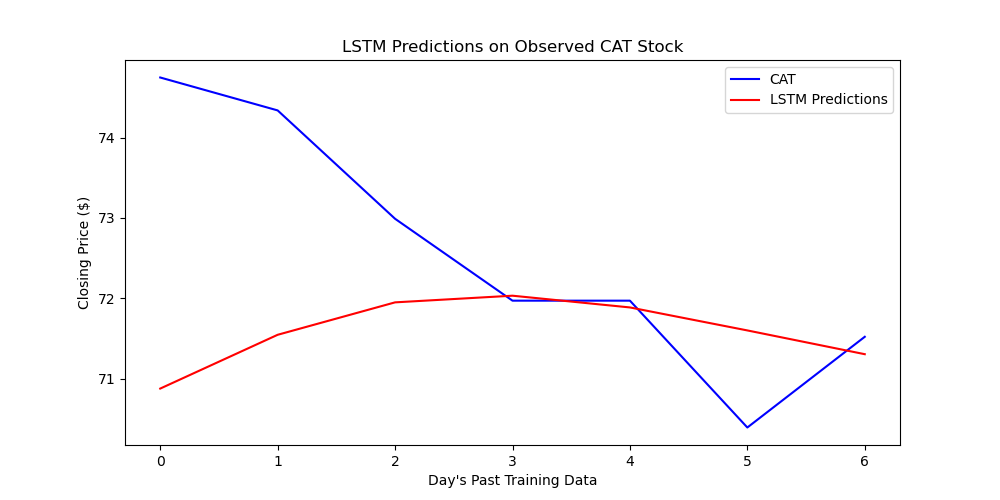 LSTM Predictions on Observed CAT Stock
CAT
LSTM Predictions
Closing Price ($)
74
73
72
71
0 1 2 3 4 5 6
Day's Past Training Data